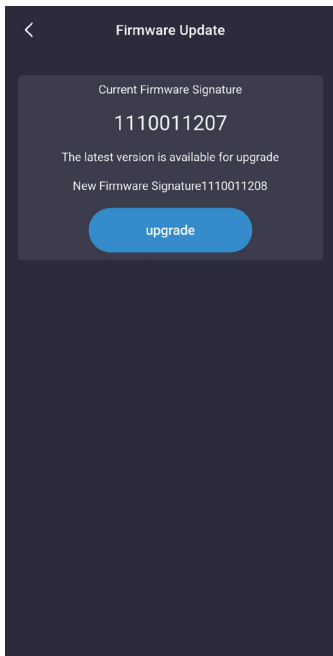 Firmware Update
Current Firmware Signature
1110011207
The latest version is available for upgrade
New Firmware Signature1110011208
upgrade